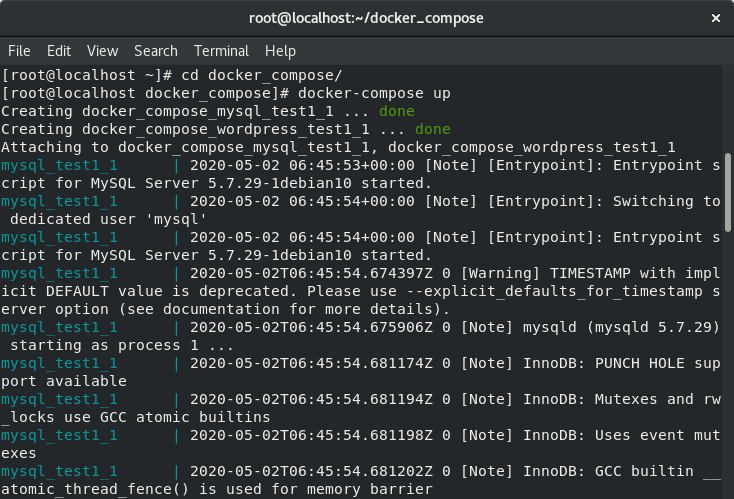 root@localhost:~/docker_compose
File Edit View Search Terminal Help
[root@localhost ~]# cd docker_compose/
[root@localhost docker_compose]# docker-compose up
Creating docker_compose_mysql_test1_1 ... done
Creating docker_compose_wordpress_test1_1 ... done
Attaching to docker_compose_mysql_test1_1, docker_compose_wordpress_test1_1
mysql_test1_1      | 2020-05-02 06:45:53+00:00 [Note] [Entrypoint]: Entrypoint s
cript for MySQL Server 5.7.29-1debian10 started.
mysql_test1_1      | 2020-05-02 06:45:54+00:00 [Note] [Entrypoint]: Switching to
 dedicated user 'mysql'
mysql_test1_1      | 2020-05-02 06:45:54+00:00 [Note] [Entrypoint]: Entrypoint s
cript for MySQL Server 5.7.29-1debian10 started.
mysql_test1_1      | 2020-05-02T06:45:54.674397Z 0 [Warning] TIMESTAMP with impl
icit DEFAULT value is deprecated. Please use --explicit_defaults_for_timestamp s
erver option (see documentation for more details).
mysql_test1_1      | 2020-05-02T06:45:54.675906Z 0 [Note] mysqld (mysqld 5.7.29)
 starting as process 1 ...
mysql_test1_1      | 2020-05-02T06:45:54.681174Z 0 [Note] InnoDB: PUNCH HOLE sup
port available
mysql_test1_1      | 2020-05-02T06:45:54.681194Z 0 [Note] InnoDB: Mutexes and rw
_locks use GCC atomic builtins
mysql_test1_1      | 2020-05-02T06:45:54.681198Z 0 [Note] InnoDB: Uses event mut
exes
mysql_test1_1      | 2020-05-02T06:45:54.681202Z 0 [Note] InnoDB: GCC builtin __
atomic_thread_fence() is used for memory barrier